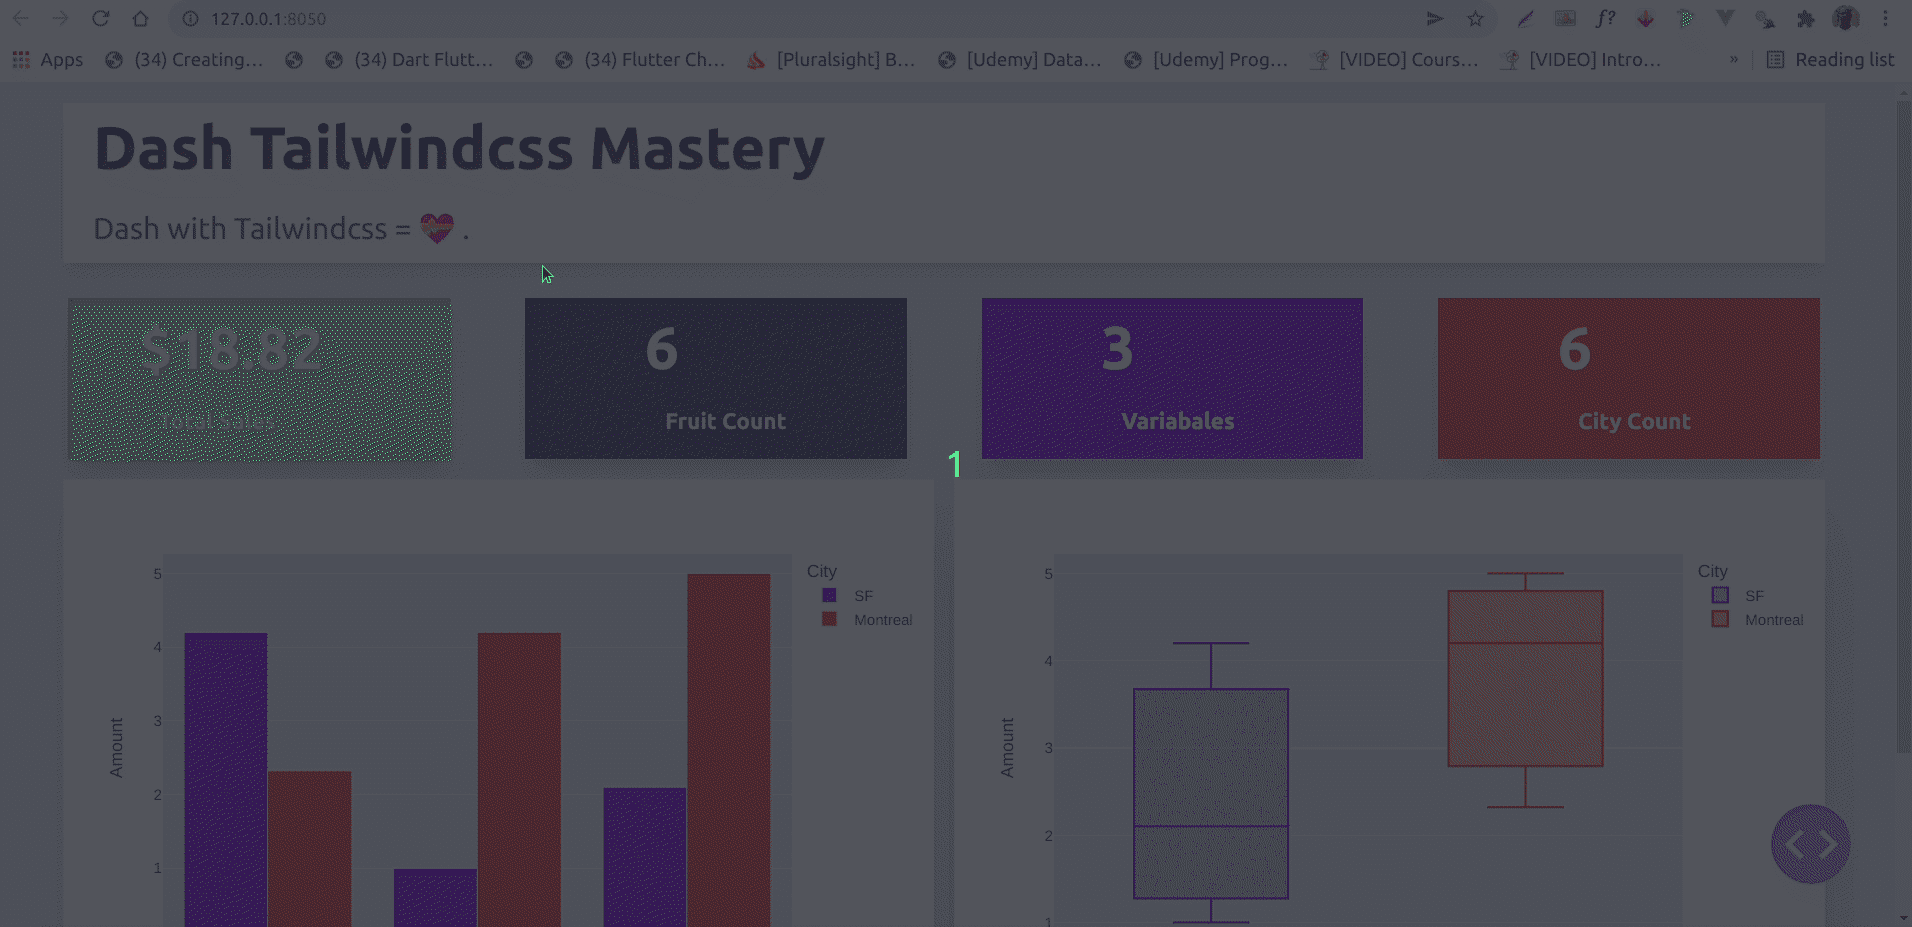 127.0.0.1:8050
Apps (34) Creating... (34) Dart Flutt... (34) Flutter Ch... [Pluralsight] B... [Udemy] Data... [Udemy] Prog... [VIDEO] Cours... [VIDEO] Intro... » Reading list
Dash Tailwindcss Mastery
Dash with Tailwindcss = 💝 .
$18.82
Total Sales
6
Fruit Count
3
Variabales
6
City Count
1
City
SF
Montreal
5
4
3
2
1
Amount
City
SF
Montreal
5
4
3
2
1
Amount